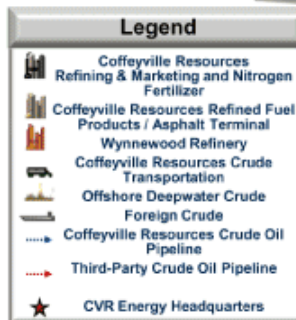 Legend
Coffeyville Resources
Refining & Marketing and Nitrogen
Fertilizer
Coffeyville Resources Refined Fuel
Products / Asphalt Terminal
Wynnewood Refinery
Coffeyville Resources Crude
Transportation
Offshore Deepwater Crude
Foreign Crude
Coffeyville Resources Crude Oil
Pipeline
Third-Party Crude Oil Pipeline
CVR Energy Headquarters